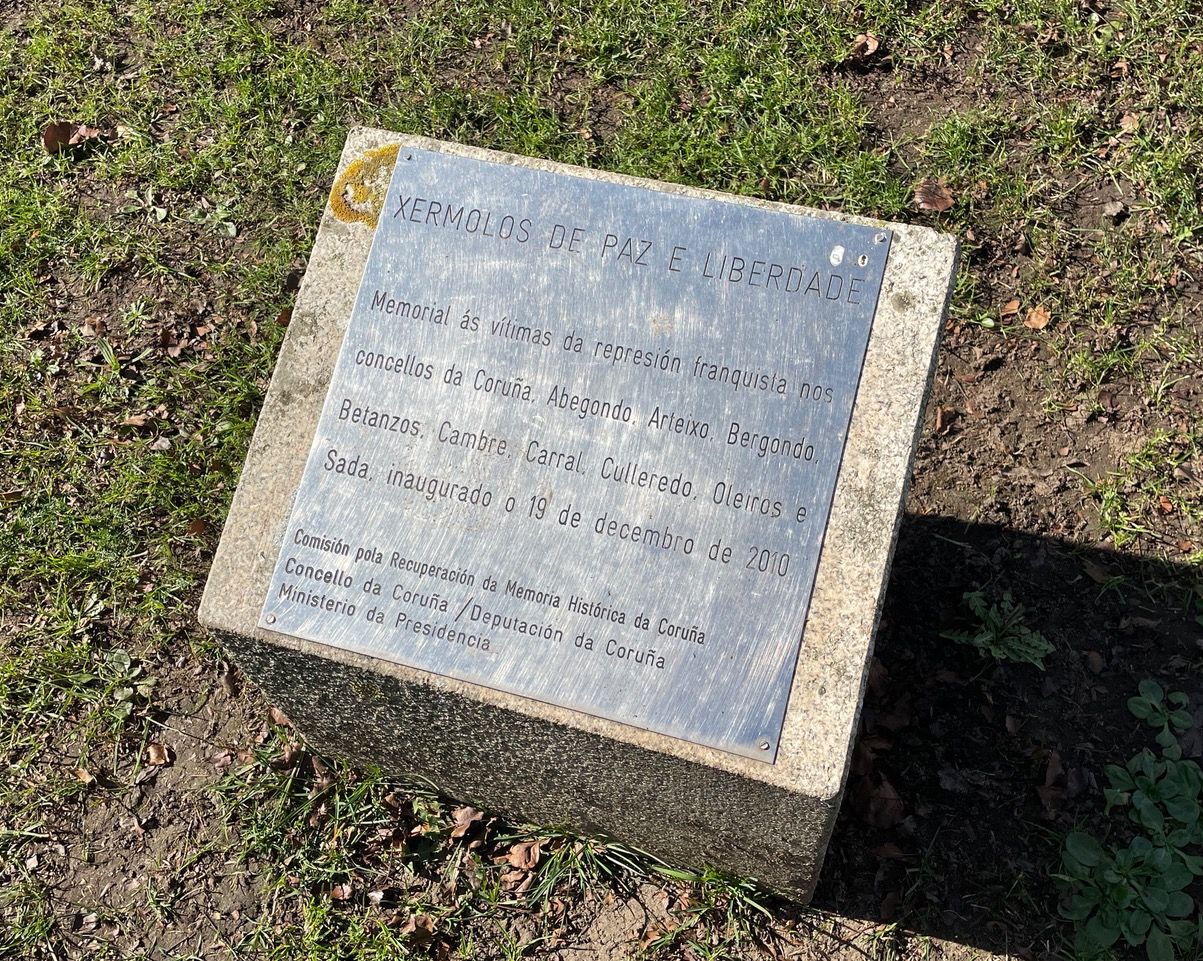 XERMOLOS DE PAZ E LIBERDADE
Memorial ás vítimas da represión franquista nos
concellos da Coruña, Abegondo, Arteixo, Bergondo,
Betanzos, Cambre, Carral, Culleredo, Oleiros e
Sada, inaugurado o 19 de decembro de 2010
Comisión pola Recuperación da Memoria Histórica da Coruña
Concello da Coruña / Deputación da Coruña
Ministerio da Presidencia